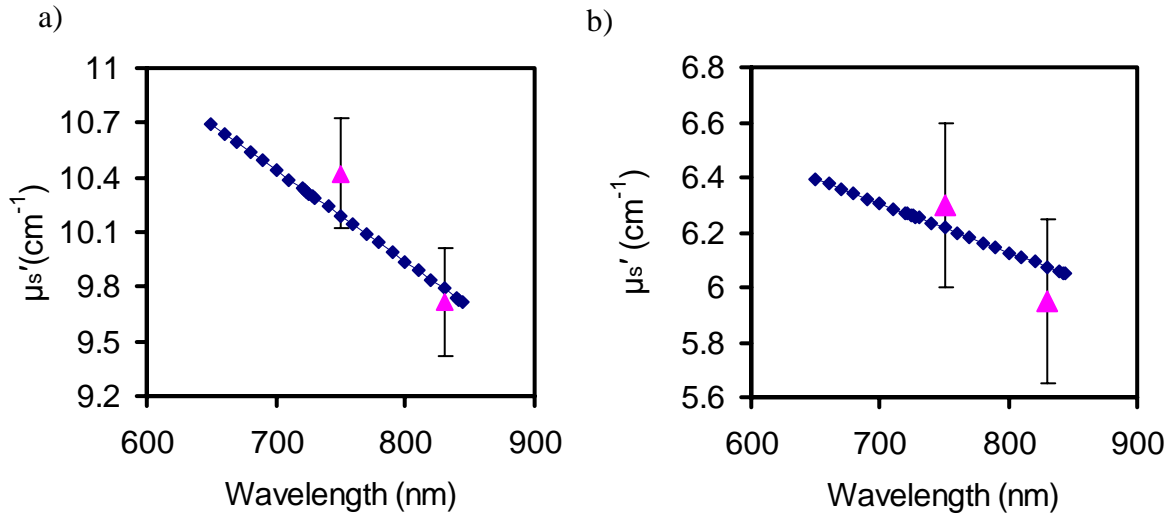 a)
11
10.7
10.4
10.1
9.8
9.5
9.2
600 700 800 900
Wavelength (nm)
μs′(cm⁻¹)
b)
6.8
6.6
6.4
6.2
6
5.8
5.6
600 700 800 900
Wavelength (nm)
μs′ (cm⁻¹)